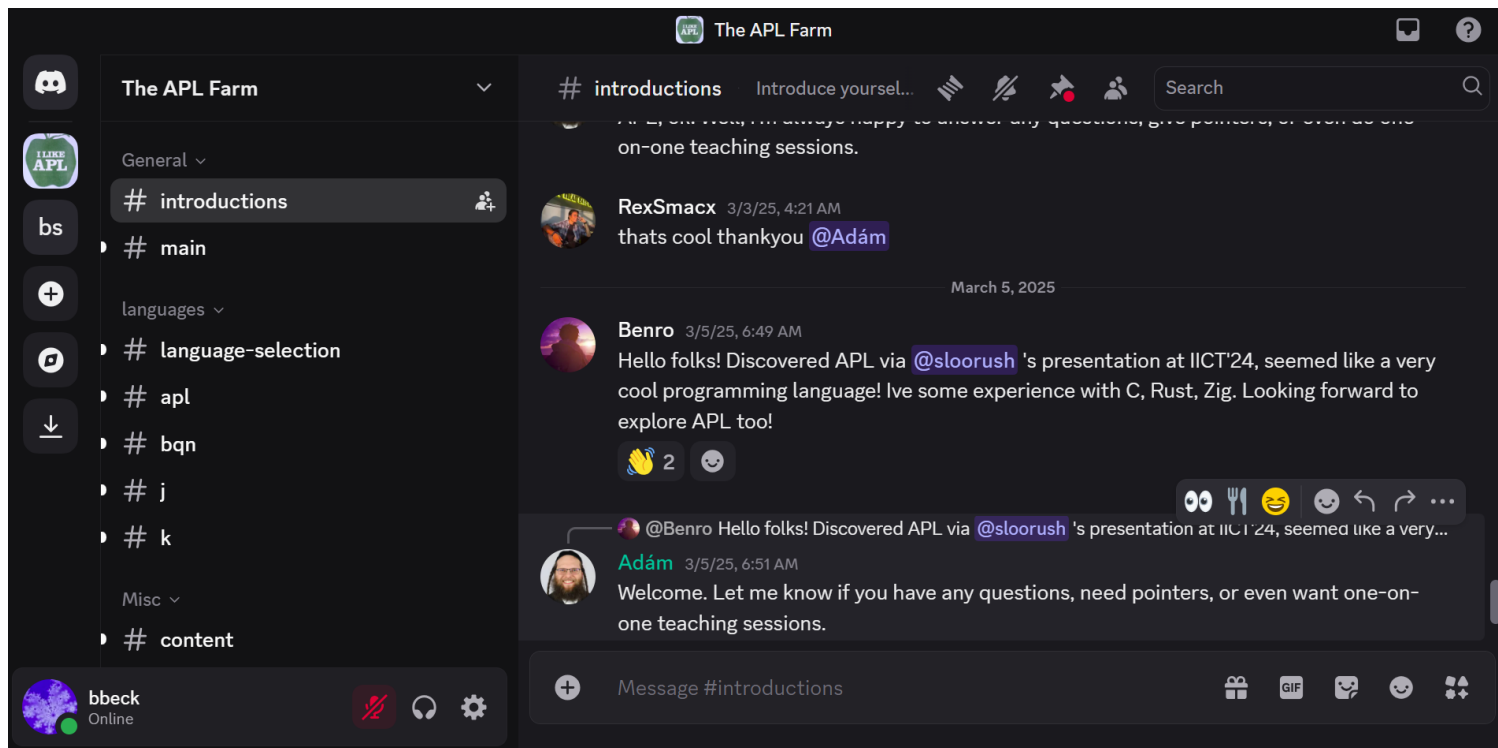 The APL Farm
The APL Farm
# introductions
Introduce yoursel...
Search
I LIKE
APL
bs
General
# introductions
# main
languages
# language-selection
# apl
# bqn
# j
# k
Misc
# content
bbeck
Online
on-one teaching sessions.
RexSmacx 3/3/25, 4:21 AM
thats cool thankyou @Adám
March 5, 2025
Benro 3/5/25, 6:49 AM
Hello folks! Discovered APL via @sloorush 's presentation at IICT'24, seemed like a very
cool programming language! Ive some experience with C, Rust, Zig. Looking forward to
explore APL too!
2
@Benro Hello folks! Discovered APL via @sloorush 's presentation at IICT'24, seemed like a very...
Adám 3/5/25, 6:51 AM
Welcome. Let me know if you have any questions, need pointers, or even want one-on-
one teaching sessions.
Message #introductions
GIF